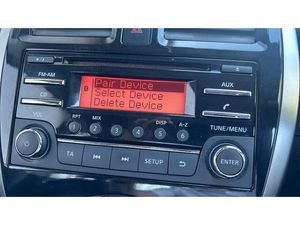 Pair Device
Select Device
Delete Device
FM-AM
CD
AUX
RPT MIX DISP A-Z
1 2 3 4 5 6
VOL
TUNE/MENU
TA
SETUP
ENTER